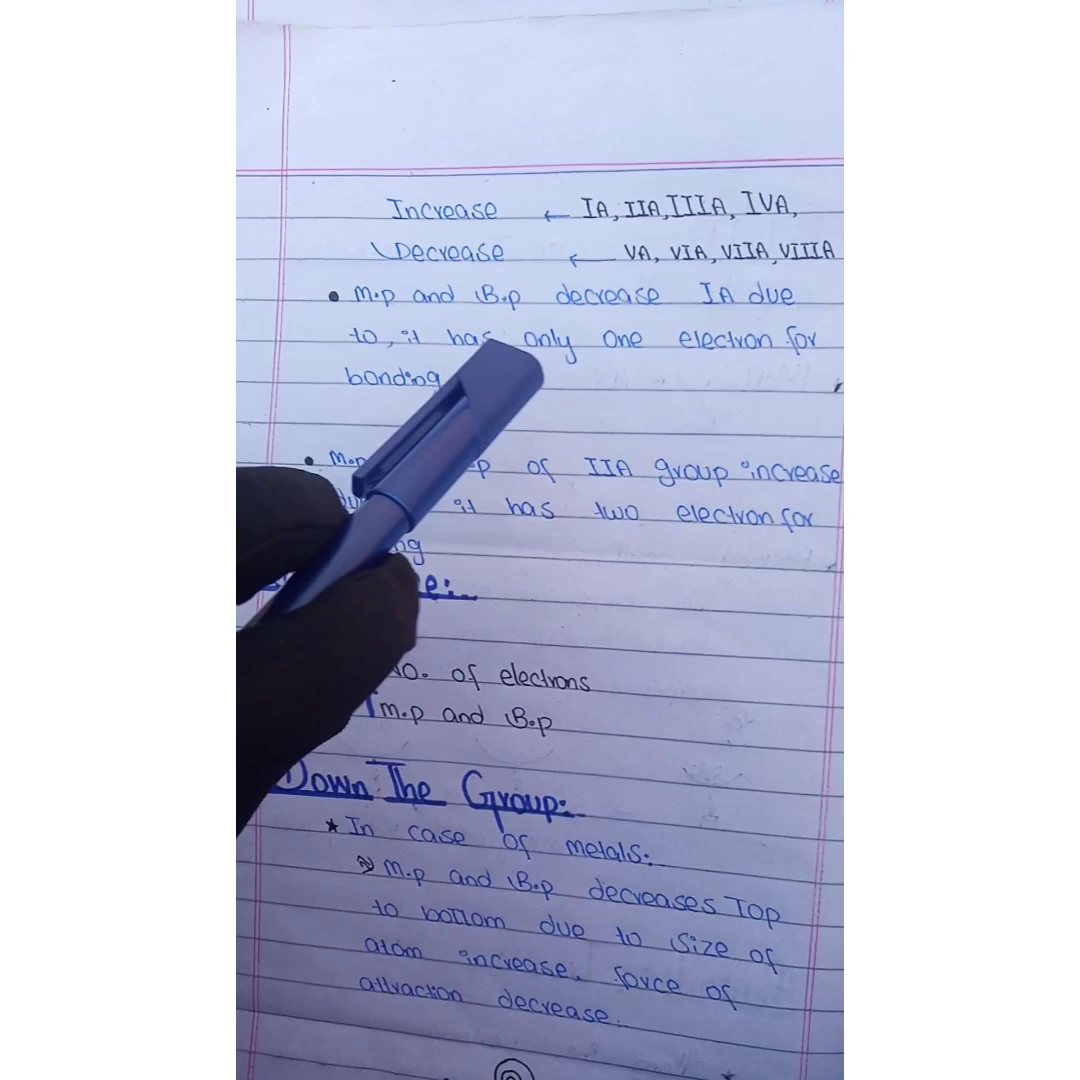 Increase ← IA, IIA, IIIA, IVA,
Decrease ← VA, VIA, VIIA, VIIIA
• M.p and B.p decrease IA due
to, it has only one electron for
bonding
• M.p of IIA group increase
it has two electron for
No. of electrons
m.p and B.p
Down The Group:-
* In case of metals:
M.p and B.p decreases Top
to bottom due to size of
atom increase. force of
attraction decrease.